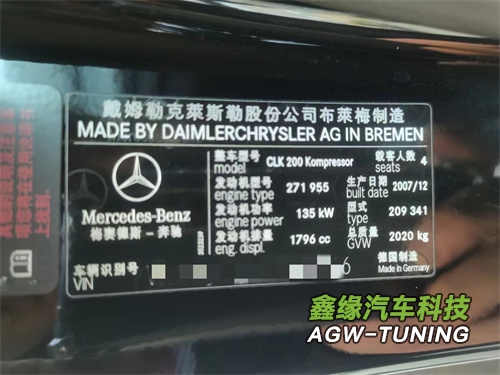 戴姆勒克莱斯勒股份公司布莱梅制造
MADE BY DAIMLERCHRYSLER AG IN BREMEN
Mercedes-Benz
梅赛德斯-奔驰
整车型号 model CLK 200 Kompressor 载客人数 seats 4
发动机型号 engine type 271 955 生产日期 built date 2007/12
发动机功率 engine power 135 kW 型式 type 209 341
发动机排量 eng. displ. 1796 cc 总质量 GVW 2020 kg
车辆识别号 VIN 6 德国制造 Made in Germany
鑫缘汽车科技
AGW-TUNING